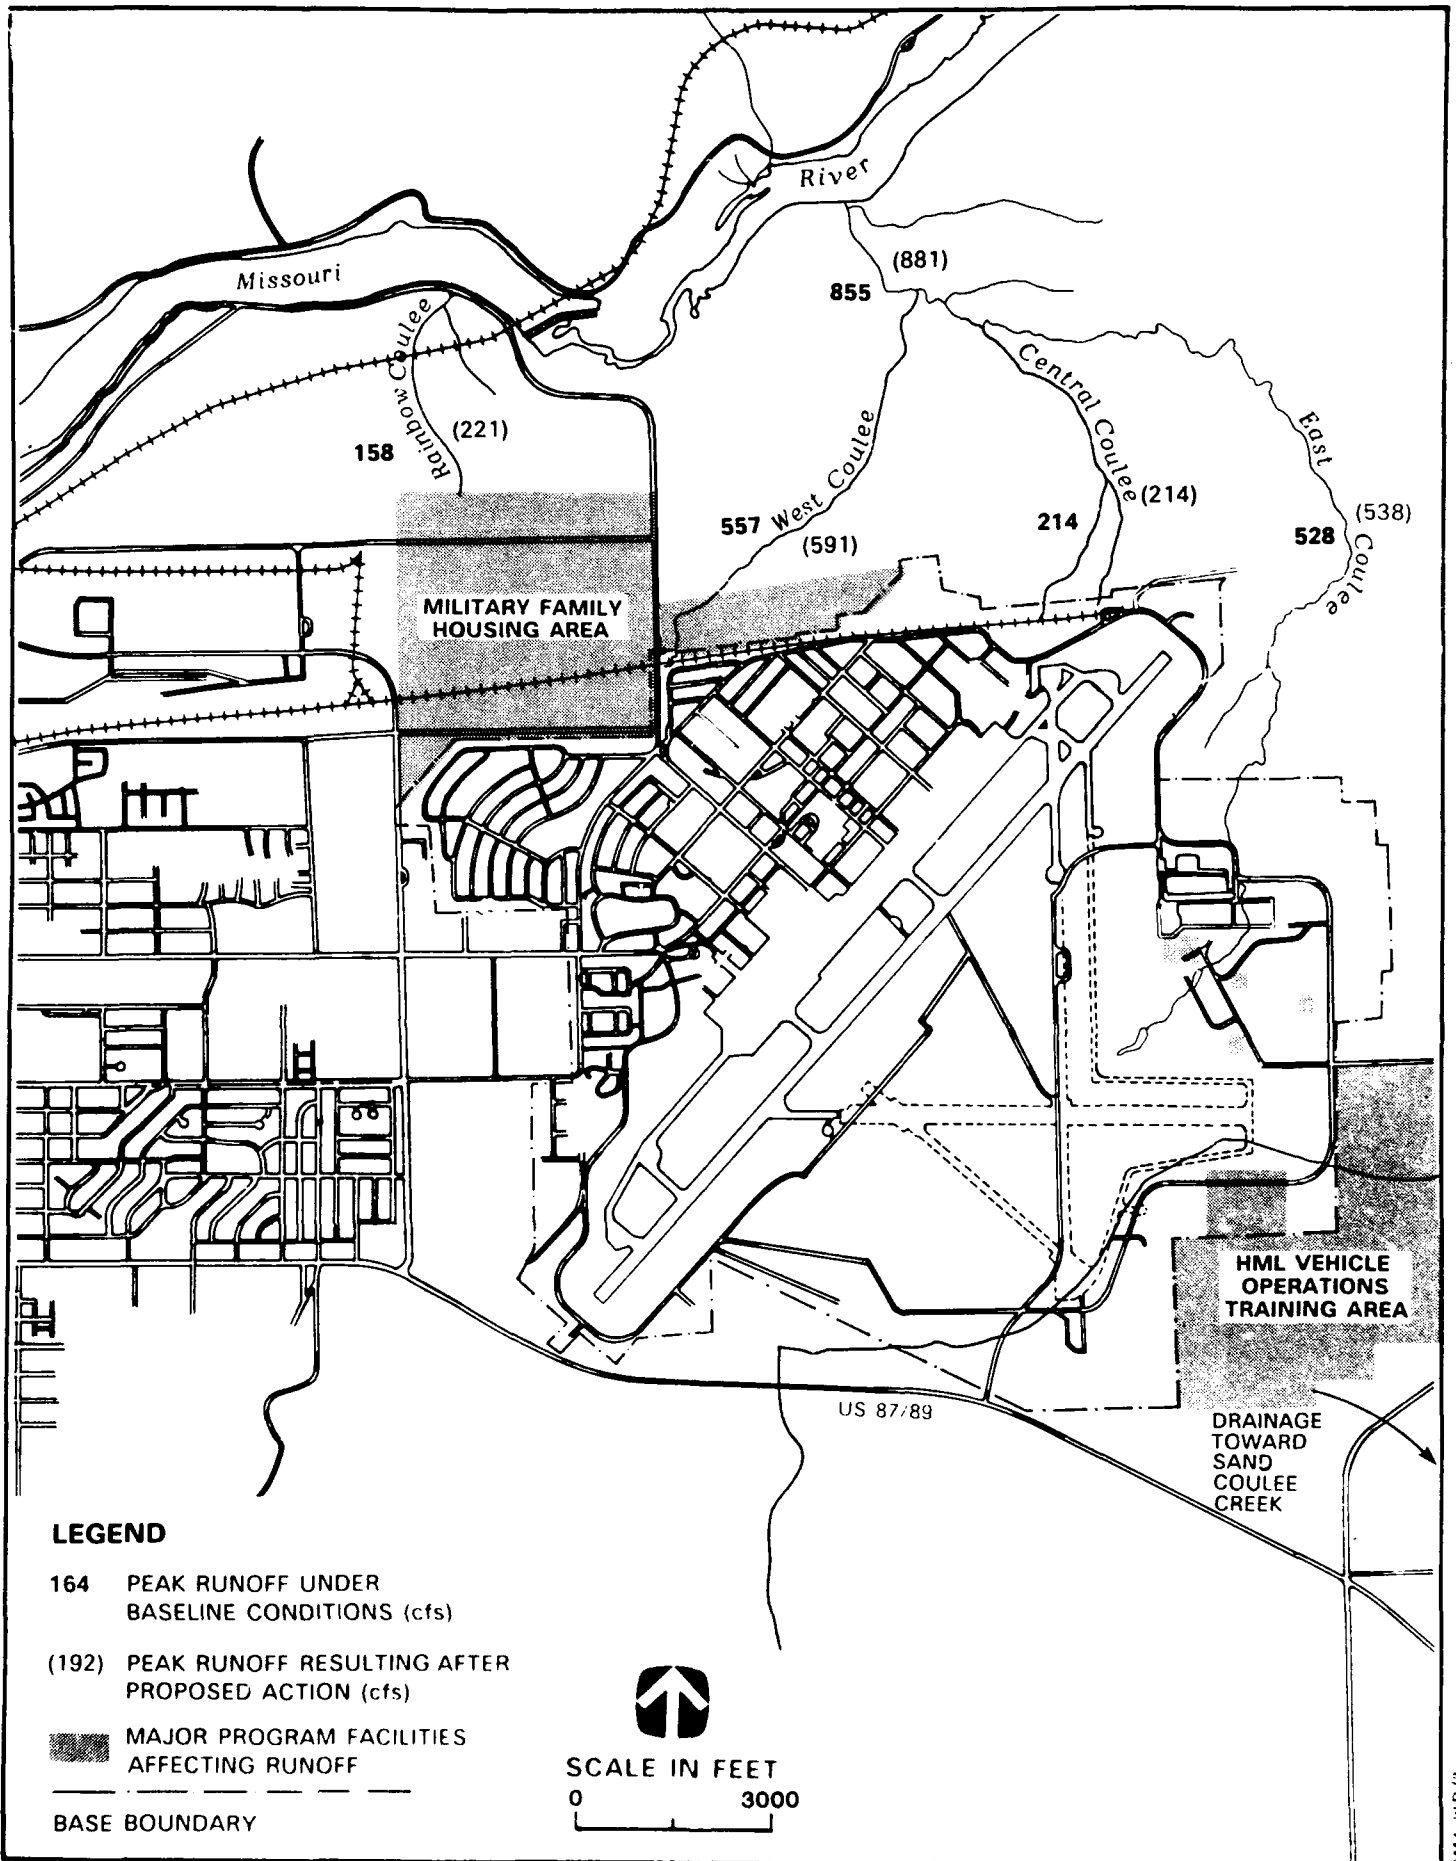 River
Missouri
(881)
855
Rainbow Coulee
(221)
158
Central Coulee
East Coulee
West Coulee
557
(591)
214
(214)
528
(538)
MILITARY FAMILY
HOUSING AREA
HML VEHICLE
OPERATIONS
TRAINING AREA
US 87/89
DRAINAGE
TOWARD
SAND
COULEE
CREEK
LEGEND
164 PEAK RUNOFF UNDER
BASELINE CONDITIONS (cfs)
(192) PEAK RUNOFF RESULTING AFTER
PROPOSED ACTION (cfs)
MAJOR PROGRAM FACILITIES
AFFECTING RUNOFF
BASE BOUNDARY
SCALE IN FEET
0 3000